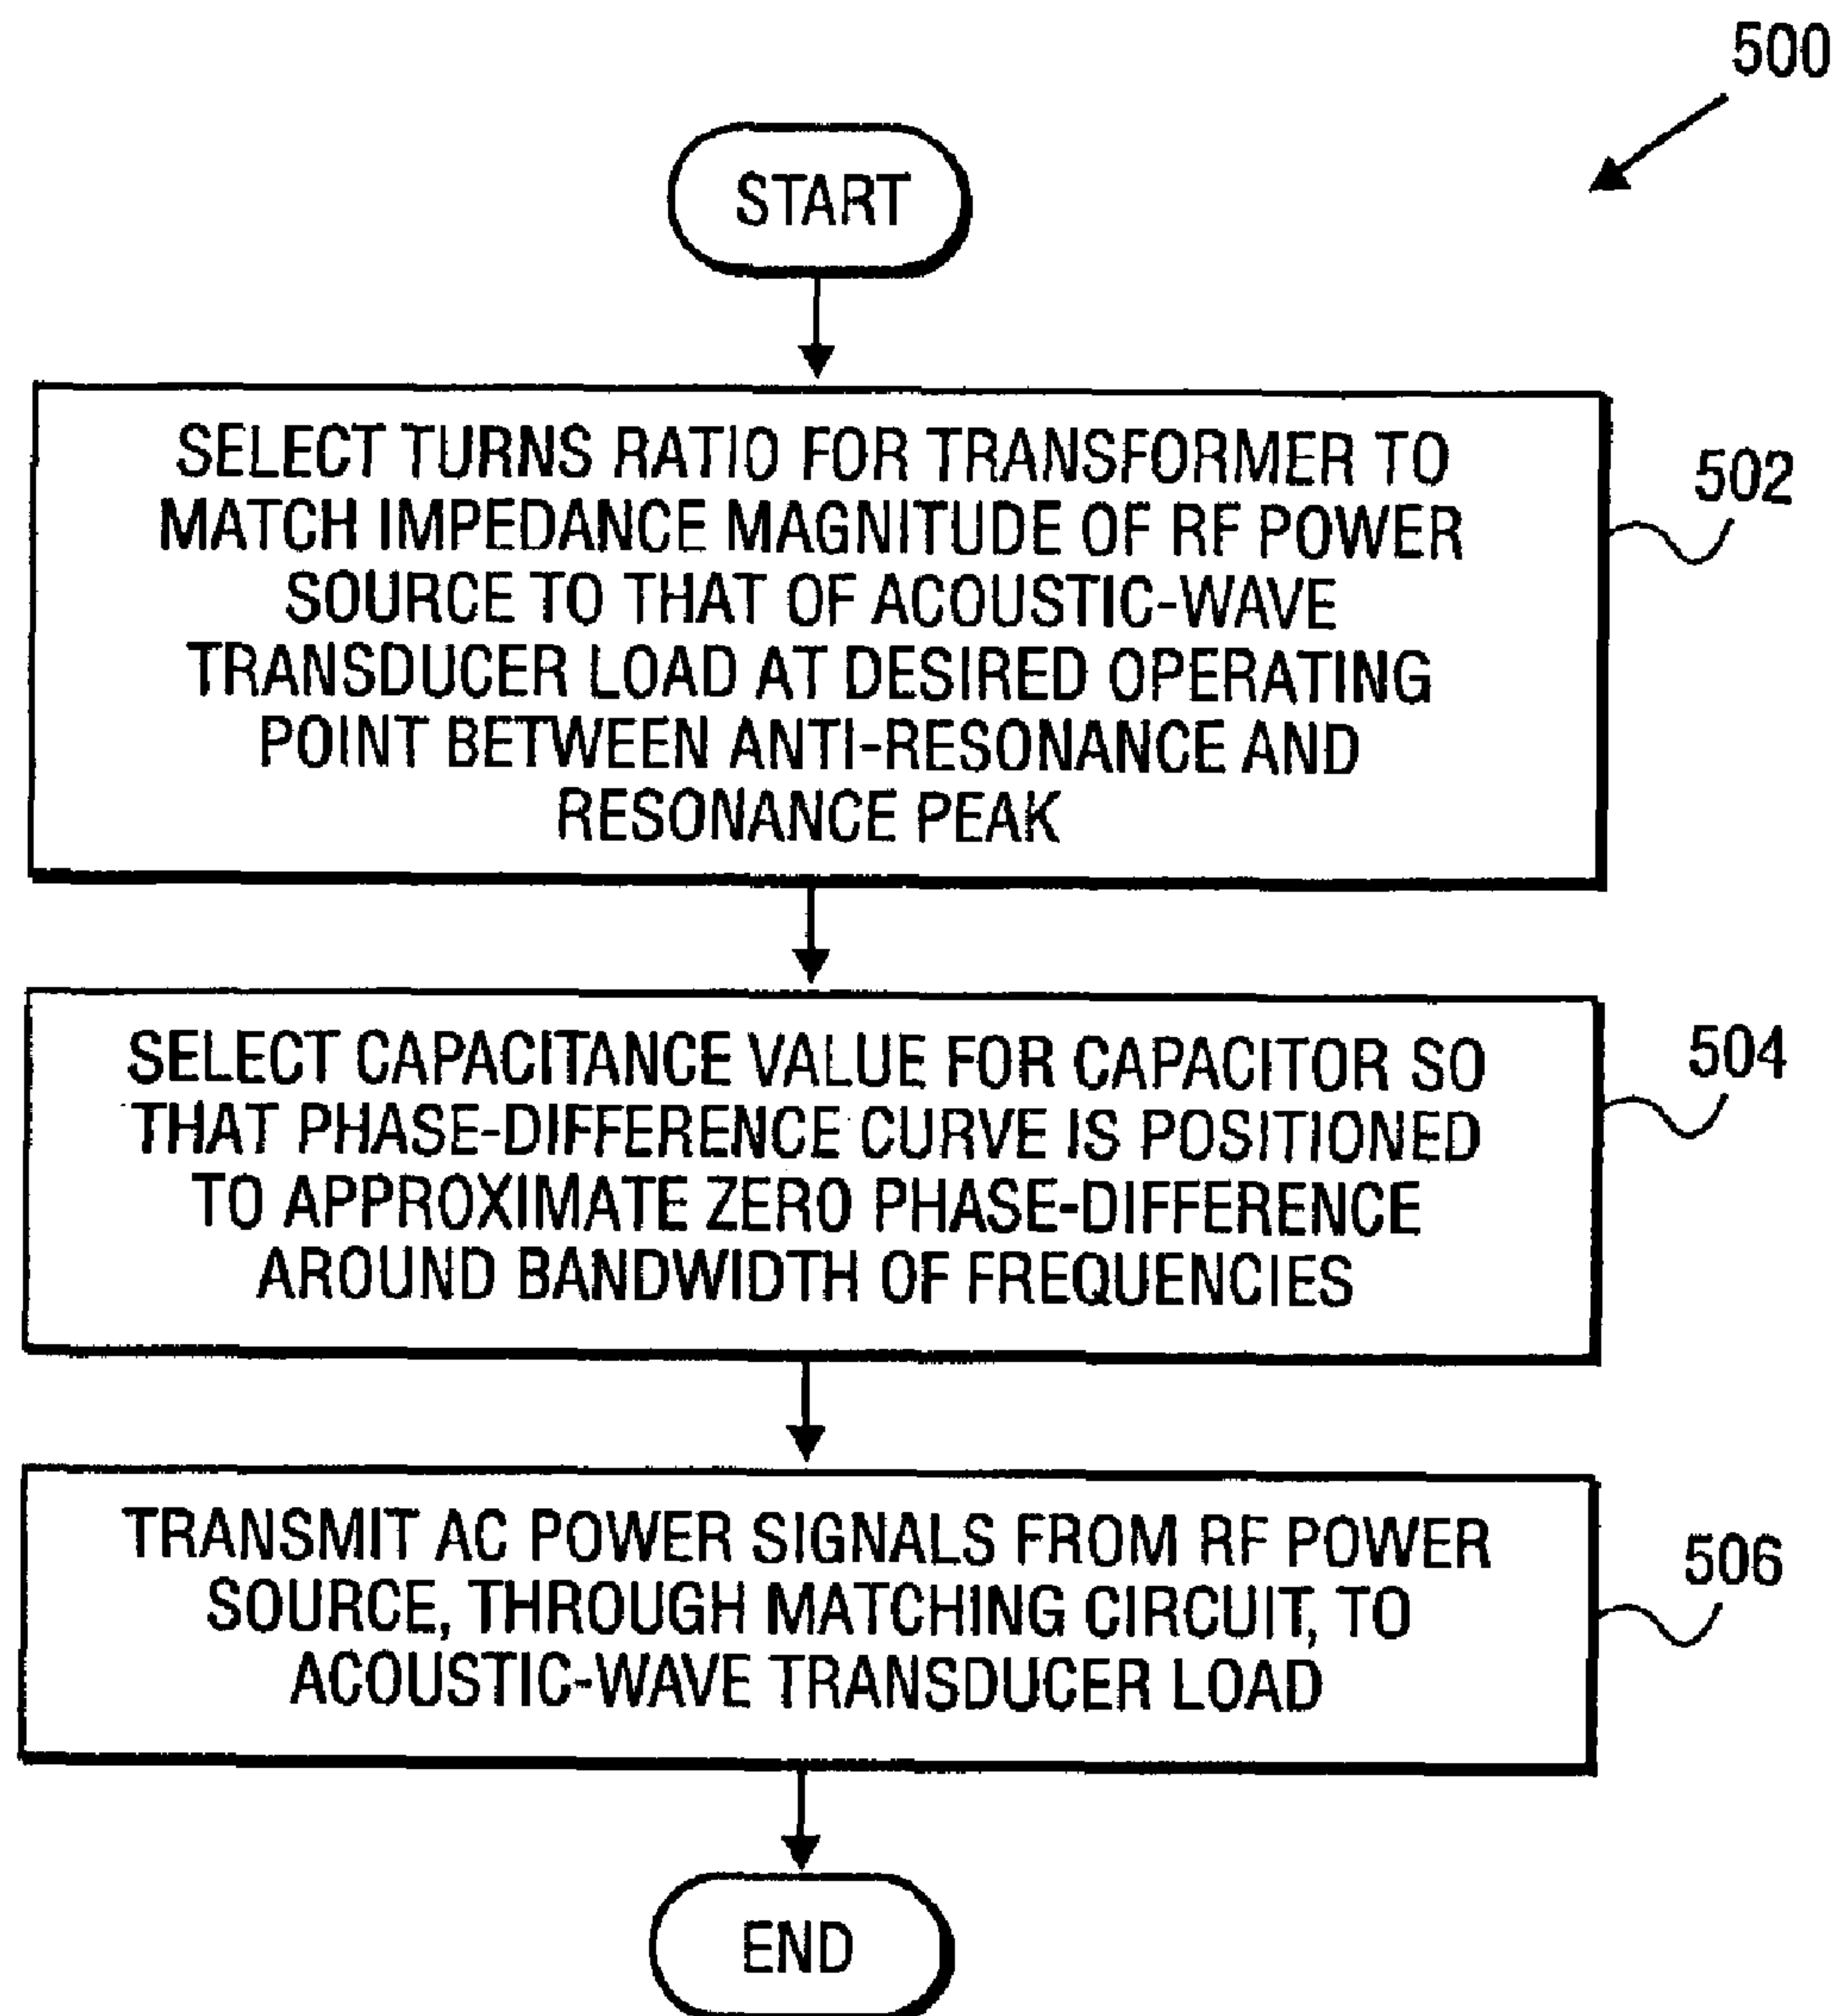 500
START
SELECT TURNS RATIO FOR TRANSFORMER TO
MATCH IMPEDANCE MAGNITUDE OF RF POWER
SOURCE TO THAT OF ACOUSTIC-WAVE
TRANSDUCER LOAD AT DESIRED OPERATING
POINT BETWEEN ANTI-RESONANCE AND
RESONANCE PEAK
502
SELECT CAPACITANCE VALUE FOR CAPACITOR SO
THAT PHASE-DIFFERENCE CURVE IS POSITIONED
TO APPROXIMATE ZERO PHASE-DIFFERENCE
AROUND BANDWIDTH OF FREQUENCIES
504
TRANSMIT AC POWER SIGNALS FROM RF POWER
SOURCE, THROUGH MATCHING CIRCUIT, TO
ACOUSTIC-WAVE TRANSDUCER LOAD
506
END